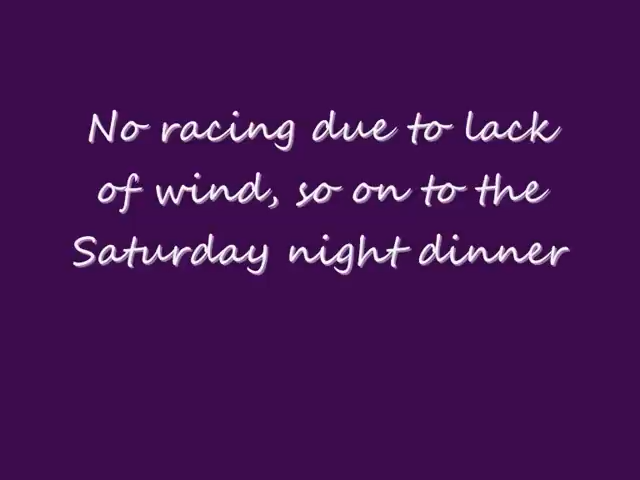 No racing due to lack
of wind, so on to the
Saturday night dinner